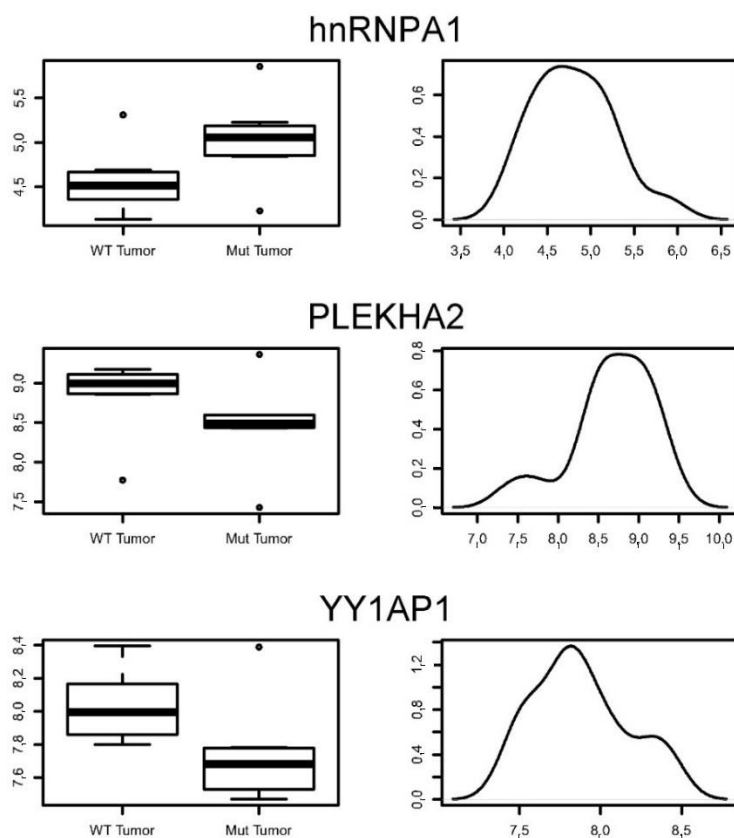 hnRNPA1
5,5
5,0
4,5
WT Tumor Mut Tumor
0,6
0,4
0,2
0,0
3,5 4,0 4,5 5,0 5,5 6,0 6,5
PLEKHA2
9,0
8,5
8,0
7,5
WT Tumor Mut Tumor
0,8
0,6
0,4
0,2
0,0
7,0 7,5 8,0 8,5 9,0 9,5 10,0
YY1AP1
8,4
8,2
8,0
7,8
7,6
WT Tumor Mut Tumor
1,2
0,8
0,4
0,0
7,5 8,0 8,5